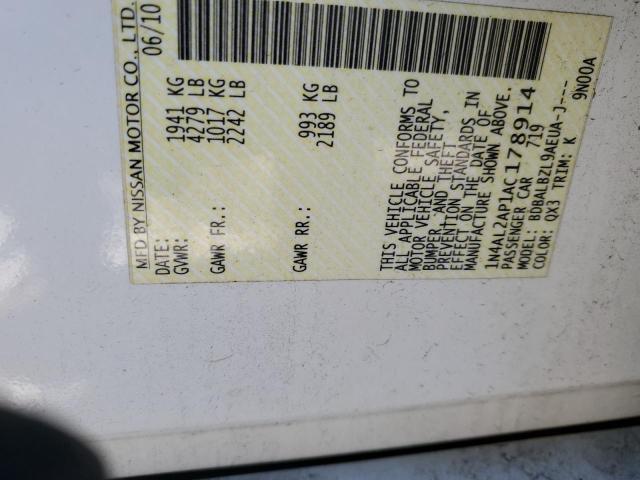 MFD BY NISSAN MOTOR CO., LTD.
DATE: 06/10
GVWR: 1941 KG
4279 LB
GAWR FR.: 1017 KG
2242 LB
GAWR RR.: 993 KG
2189 LB
THIS VEHICLE CONFORMS TO
ALL APPLICABLE FEDERAL
MOTOR VEHICLE SAFETY,
BUMPER, AND THEFT
PREVENTION STANDARDS IN
EFFECT ON THE DATE OF
MANUFACTURE SHOWN ABOVE.
1N4AL2AP1AC178914
PASSENGER CAR 719
MODEL: BDBALBZL9AEUA-J---
COLOR: QX3 TRIM: K 9N00A